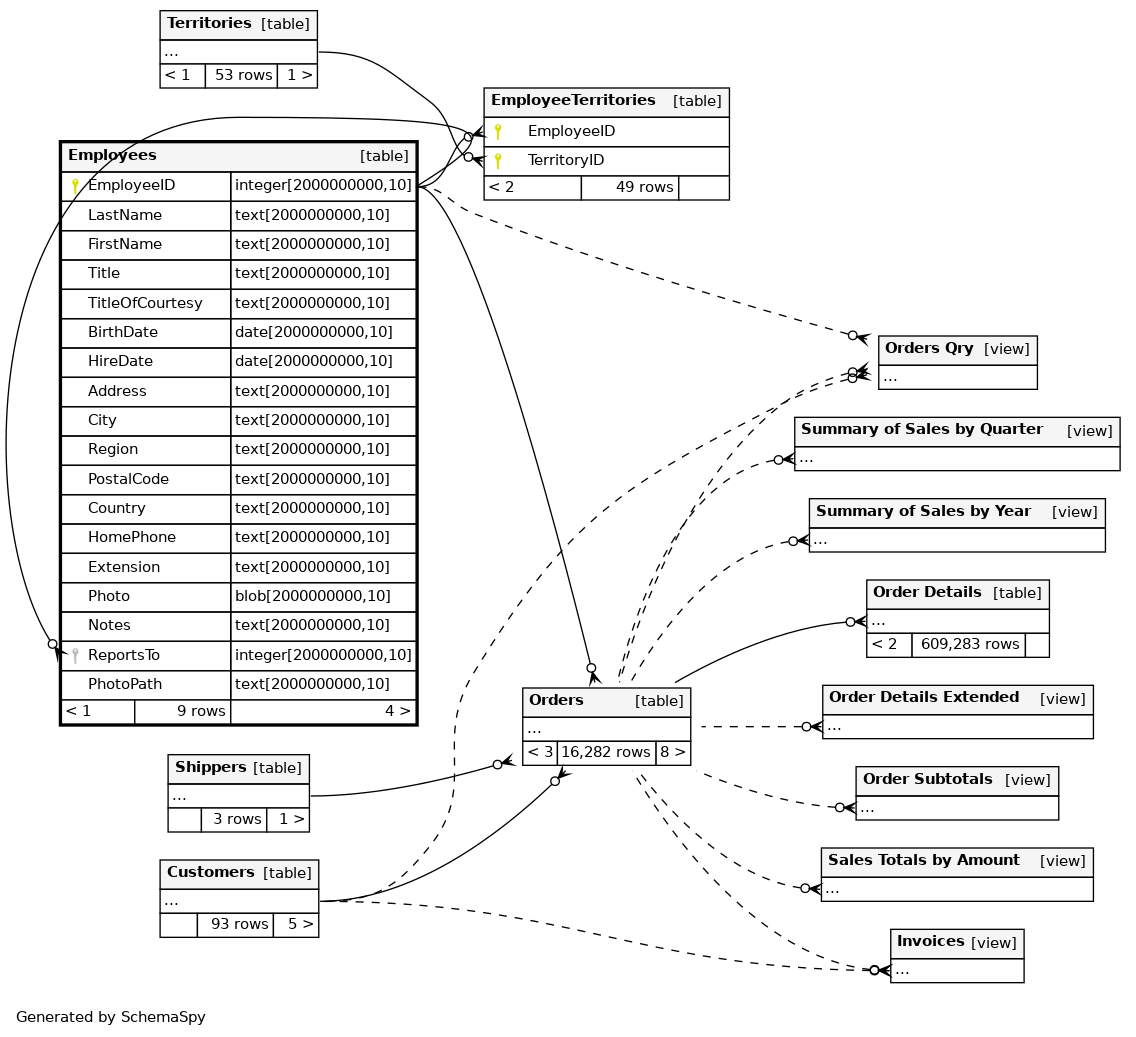 Territories [table]
...
< 1 53 rows 1 >
EmployeeTerritories [table]
EmployeeID
TerritoryID
< 2 49 rows
Employees [table]
EmployeeID integer[2000000000,10]
LastName text[2000000000,10]
FirstName text[2000000000,10]
Title text[2000000000,10]
TitleOfCourtesy text[2000000000,10]
BirthDate date[2000000000,10]
HireDate date[2000000000,10]
Address text[2000000000,10]
City text[2000000000,10]
Region text[2000000000,10]
PostalCode text[2000000000,10]
Country text[2000000000,10]
HomePhone text[2000000000,10]
Extension text[2000000000,10]
Photo blob[2000000000,10]
Notes text[2000000000,10]
ReportsTo integer[2000000000,10]
PhotoPath text[2000000000,10]
< 1 9 rows 4 >
Orders Qry [view]
...
Summary of Sales by Quarter [view]
...
Summary of Sales by Year [view]
...
Order Details [table]
...
< 2 609,283 rows
Orders [table]
...
< 3 16,282 rows 8 >
Order Details Extended [view]
...
Shippers [table]
...
3 rows 1 >
Order Subtotals [view]
...
Customers [table]
...
93 rows 5 >
Sales Totals by Amount [view]
...
Invoices [view]
...
Generated by SchemaSpy